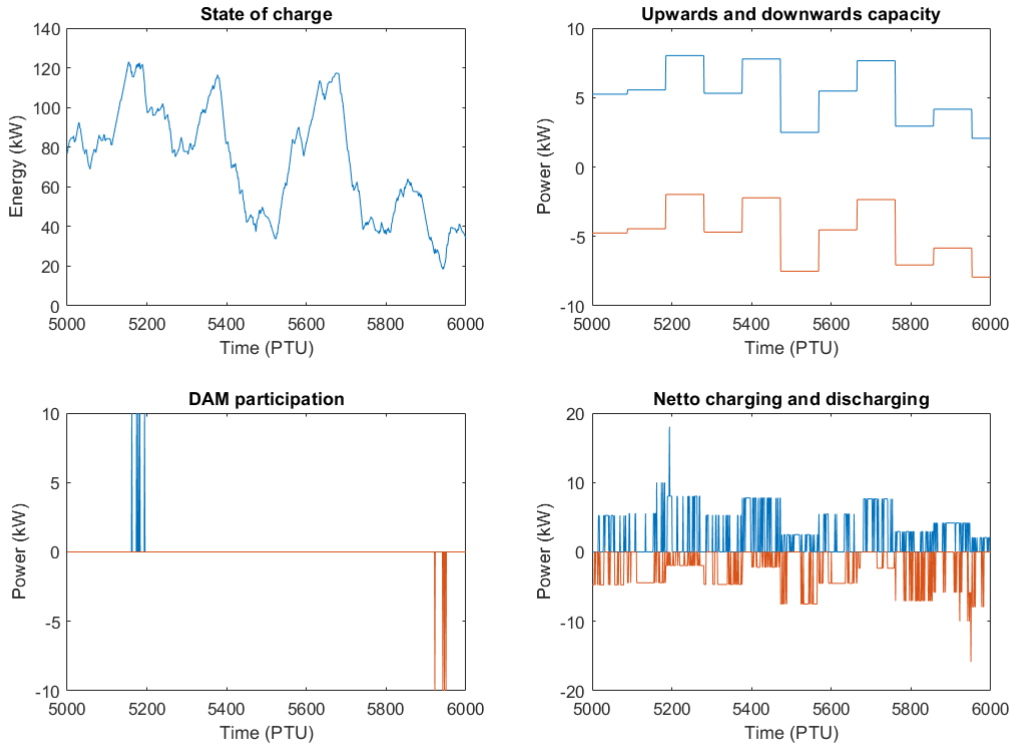 State of charge
140
120
100
80
60
40
20
0
Energy (kW)
5000 5200 5400 5600 5800 6000
Time (PTU)
Upwards and downwards capacity
10
5
0
-5
-10
Power (kW)
5000 5200 5400 5600 5800 6000
Time (PTU)
DAM participation
10
5
0
-5
-10
Power (kW)
5000 5200 5400 5600 5800 6000
Time (PTU)
Netto charging and discharging
20
10
0
-10
-20
Power (kW)
5000 5200 5400 5600 5800 6000
Time (PTU)